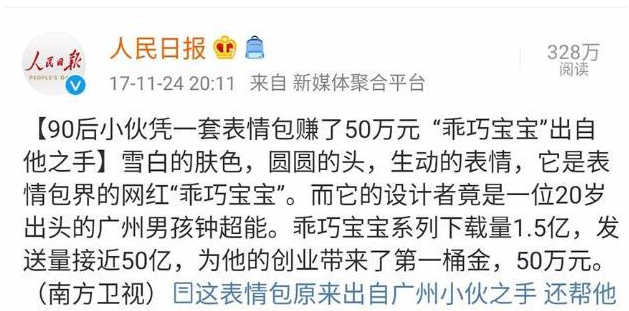 人民日报
人民日报
PEOPLE'S D
328万
阅读
17-11-24 20:11 来自 新媒体聚合平台
【90后小伙凭一套表情包赚了50万元 “乖巧宝宝”出自
他之手】雪白的肤色，圆圆的头，生动的表情，它是表
情包界的网红“乖巧宝宝”。而它的设计者竟是一位20岁
出头的广州男孩钟超能。乖巧宝宝系列下载量1.5亿，发
送量接近50亿，为他的创业带来了第一桶金，50万元。
（南方卫视）这表情包原来出自广州小伙之手 还帮他